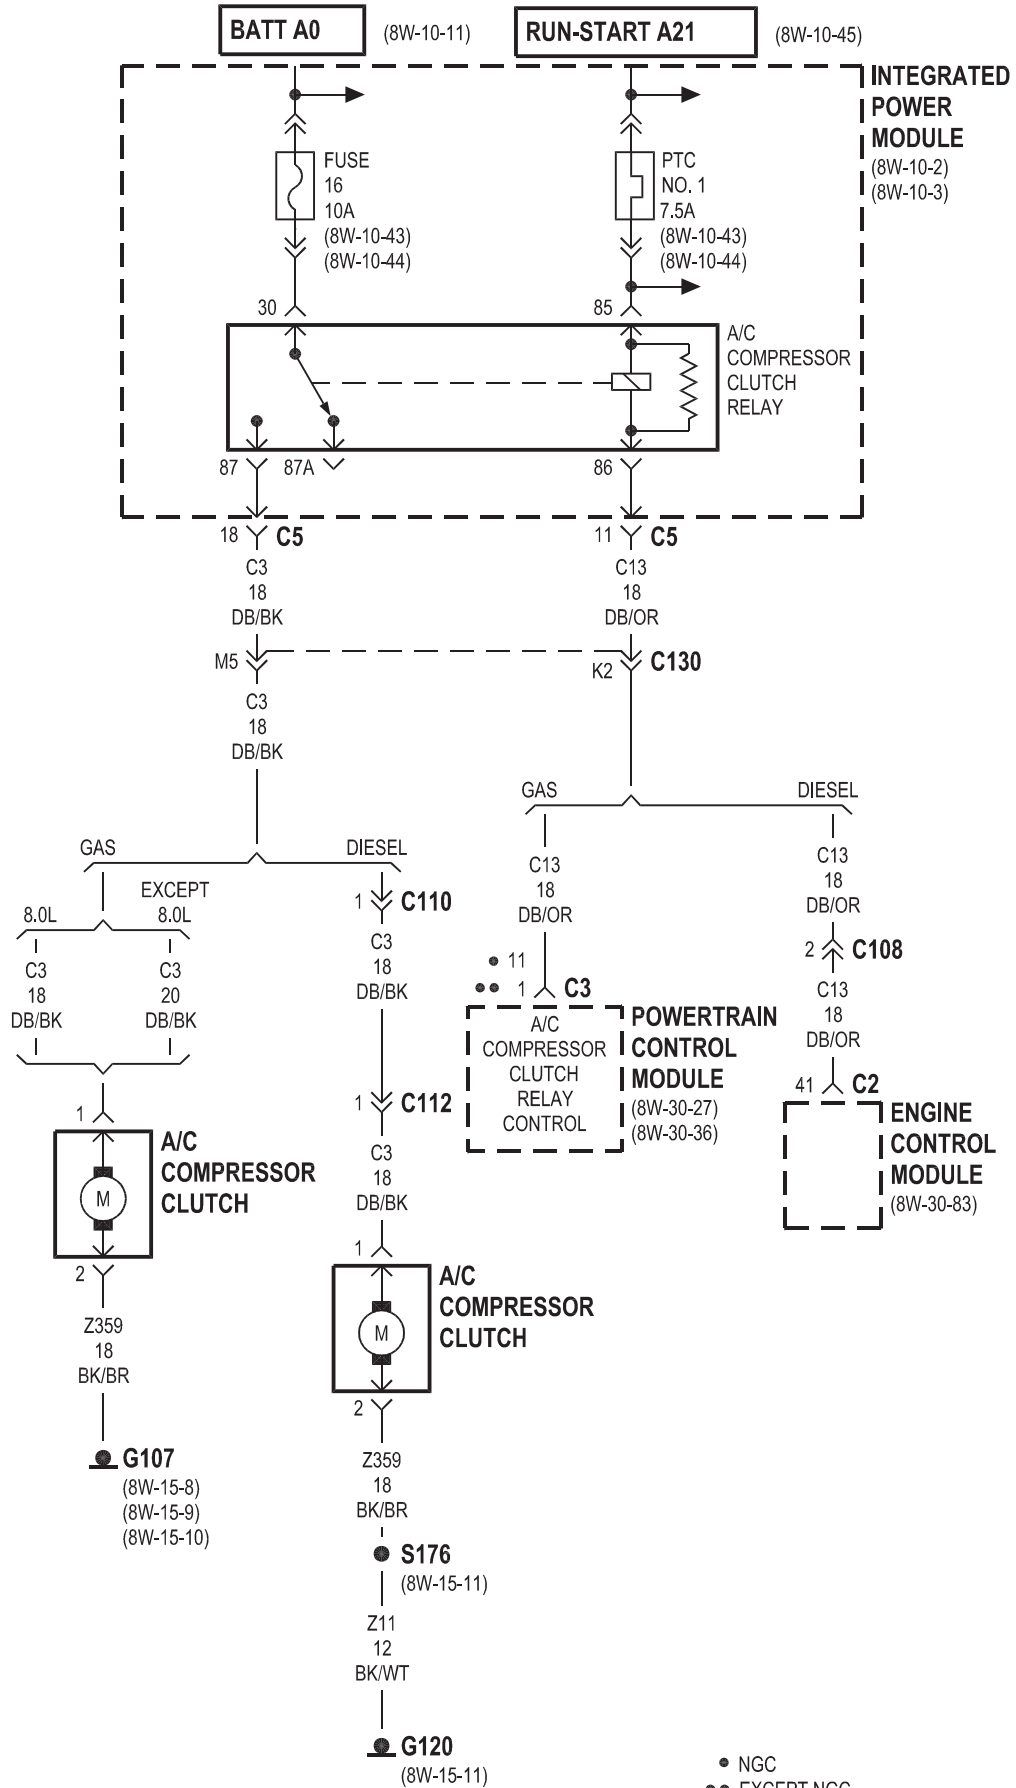 BATT A0
(8W-10-11)
RUN-START A21
(8W-10-45)
INTEGRATED
POWER
MODULE
(8W-10-2)
(8W-10-3)
FUSE
16
10A
(8W-10-43)
(8W-10-44)
PTC
NO. 1
7.5A
(8W-10-43)
(8W-10-44)
30
85
A/C
COMPRESSOR
CLUTCH
RELAY
87
87A
86
18
C5
11
C5
C3
18
DB/BK
C13
18
DB/OR
M5
K2
C130
C3
18
DB/BK
GAS
DIESEL
GAS
DIESEL
C13
18
DB/OR
C13
18
DB/OR
EXCEPT
8.0L
8.0L
1
C110
C3
18
DB/BK
C3
20
DB/BK
C3
18
DB/BK
• 11
•• 1
C3
2
C108
C13
18
DB/OR
A/C
COMPRESSOR
CLUTCH
RELAY
CONTROL
POWERTRAIN
CONTROL
MODULE
(8W-30-27)
(8W-30-36)
41
C2
ENGINE
CONTROL
MODULE
(8W-30-83)
1
C112
C3
18
DB/BK
1
A/C
COMPRESSOR
CLUTCH
M
2
1
A/C
COMPRESSOR
CLUTCH
M
2
Z359
18
BK/BR
G107
(8W-15-8)
(8W-15-9)
(8W-15-10)
Z359
18
BK/BR
S176
(8W-15-11)
Z11
12
BK/WT
G120
(8W-15-11)
• NGC
•• EXCEPT NGC